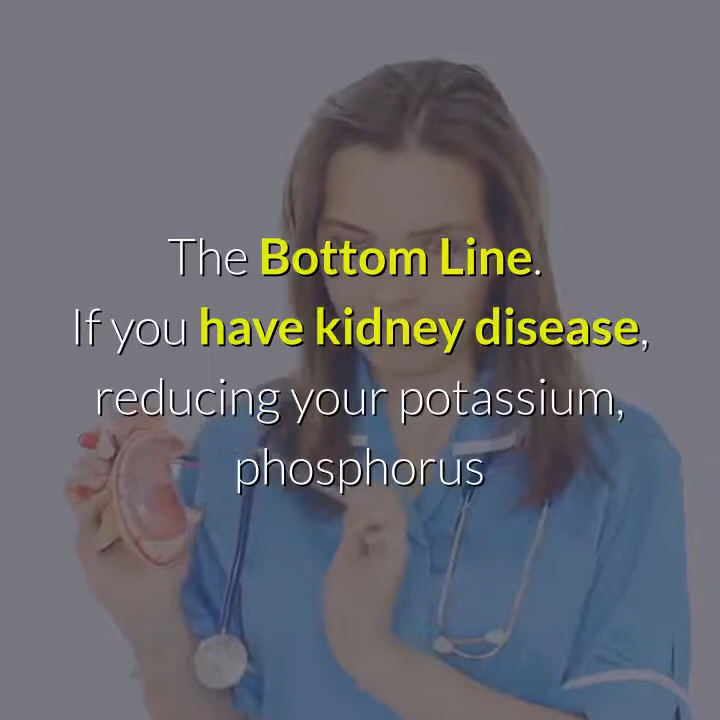 The Bottom Line.
If you have kidney disease,
reducing your potassium,
phosphorus